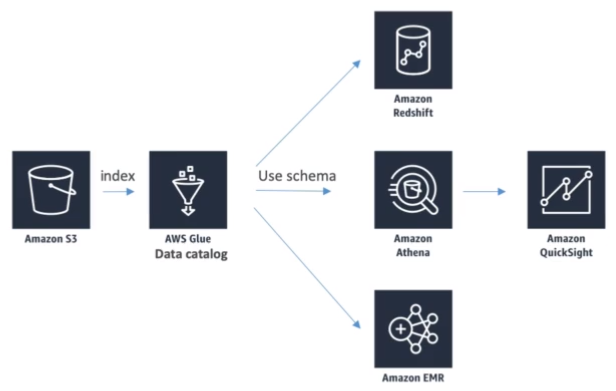 Amazon
Redshift
index
Use schema
Amazon S3
AWS Glue
Data catalog
Amazon
Athena
Amazon
QuickSight
Amazon EMR